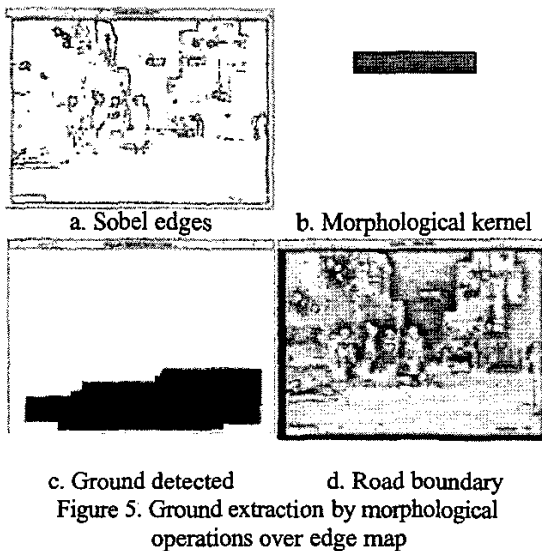 a. Sobel edges
b. Morphological kernel
c. Ground detected
d. Road boundary
Figure 5. Ground extraction by morphological
operations over edge map